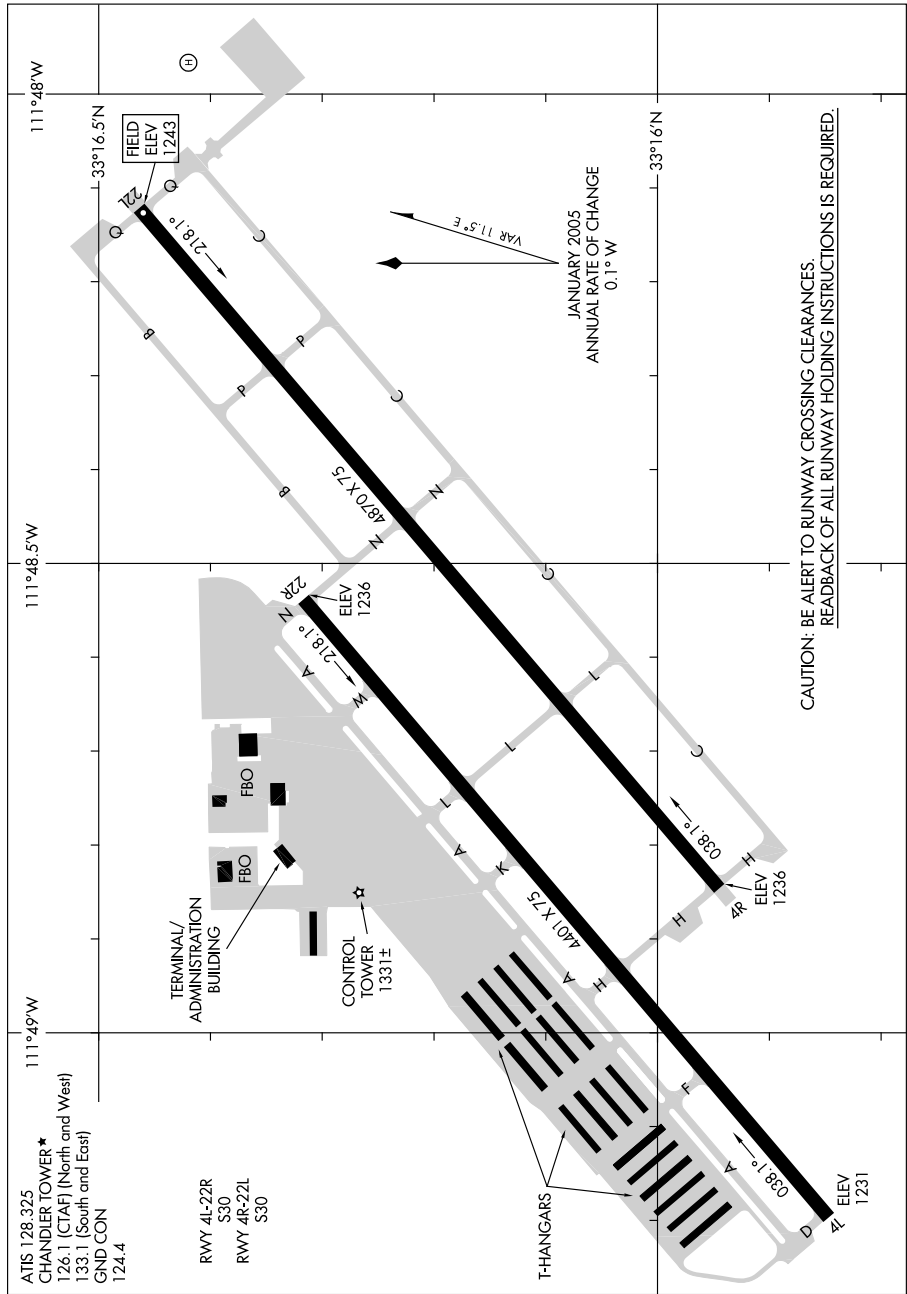 ATIS 128.325
CHANDLER TOWER★
126.1 (CTAF) (North and West)
133.1 (South and East)
GND CON
124.4
RWY 4L-22R
S30
RWY 4R-22L
S30
111°49'W
111°48.5'W
111°48'W
33°16.5'N
33°16'N
FIELD
ELEV
1243
22L
218.1°
H
Q
Q
B
B
P
P
C
C
C
C
N
N
N
4870 X 75
22R
ELEV
1236
218.1°
A
W
L
L
L
A
K
4401 X 75
A
H
H
H
038.1°
4R
ELEV
1236
F
A
038.1°
D
4L
ELEV
1231
FBO
FBO
TERMINAL/
ADMINISTRATION
BUILDING
CONTROL
TOWER
1331±
T-HANGARS
VAR 11.5° E
JANUARY 2005
ANNUAL RATE OF CHANGE
0.1° W
CAUTION: BE ALERT TO RUNWAY CROSSING CLEARANCES.
READBACK OF ALL RUNWAY HOLDING INSTRUCTIONS IS REQUIRED.